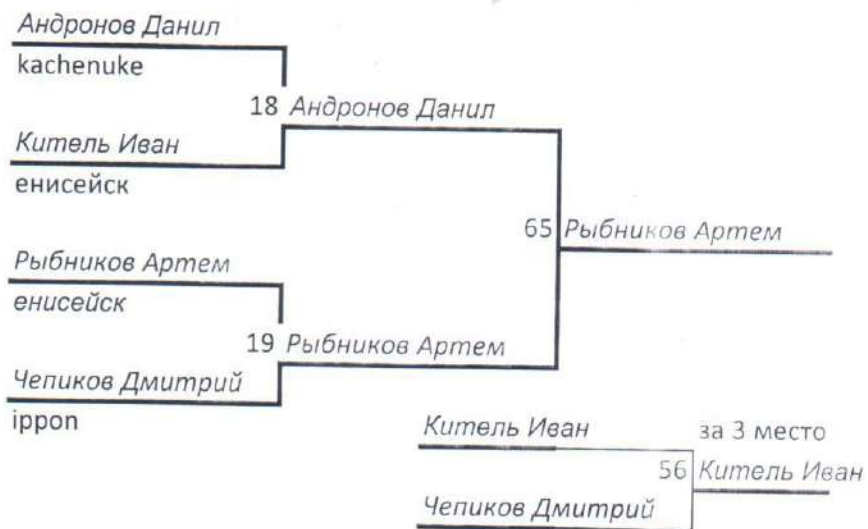 Андронов Данил
kachenuke
18 Андронов Данил
Китель Иван
енисейск
65 Рыбников Артем
Рыбников Артем
енисейск
19 Рыбников Артем
Чепиков Дмитрий
ippon
Китель Иван за 3 место
56 Китель Иван
Чепиков Дмитрий